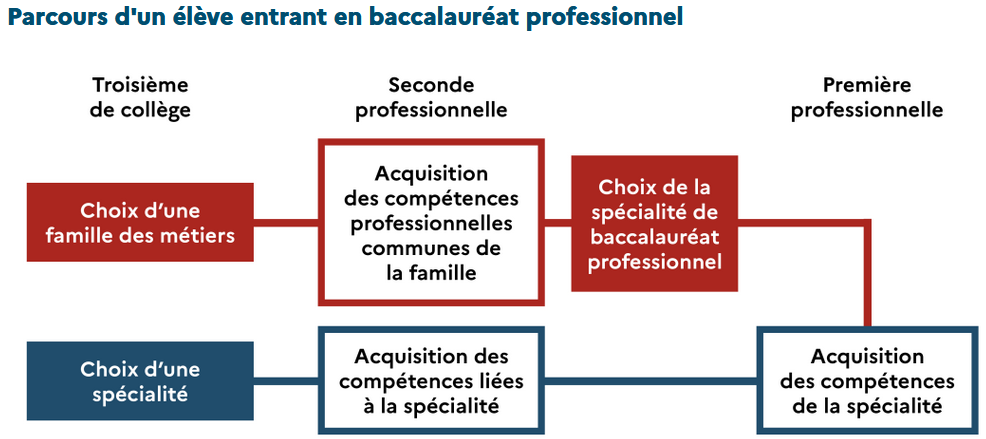 Parcours d'un élève entrant en baccalauréat professionnel
Troisième
de collège
Seconde
professionnelle
Première
professionnelle
Choix d’une
famille des métiers
Acquisition
des compétences
professionnelles
communes de
la famille
Choix de la
spécialité de
baccalauréat
professionnel
Choix d’une
spécialité
Acquisition des
compétences liées
à la spécialité
Acquisition
des compétences
de la spécialité